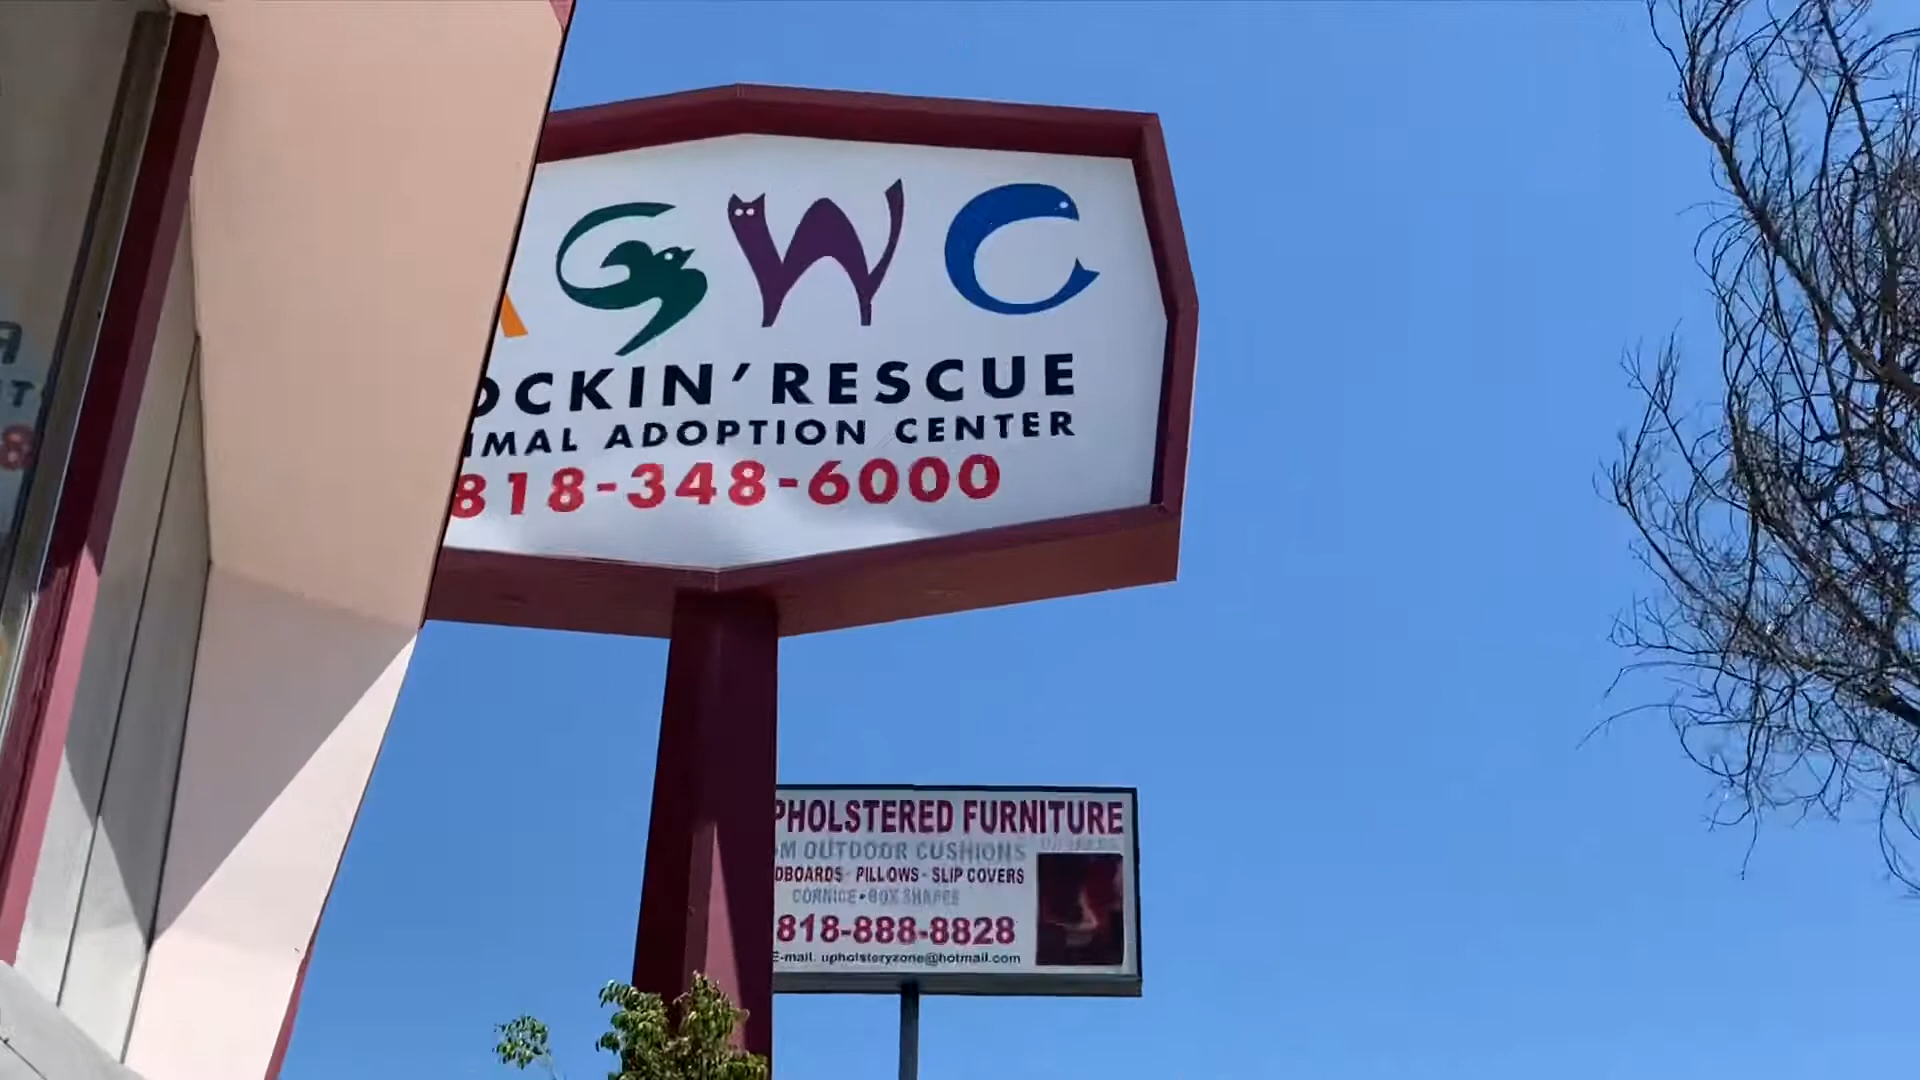 GWC
OCKIN' RESCUE
IMAL ADOPTION CENTER
818-348-6000
PHOLSTERED FURNITURE
OM OUTDOOR CUSHIONS
DBOARDS - PILLOWS - SLIP COVERS
CORNICE • BOX SHAPES
818-888-8828
E-mail. upholsteryzone@hotmail.com